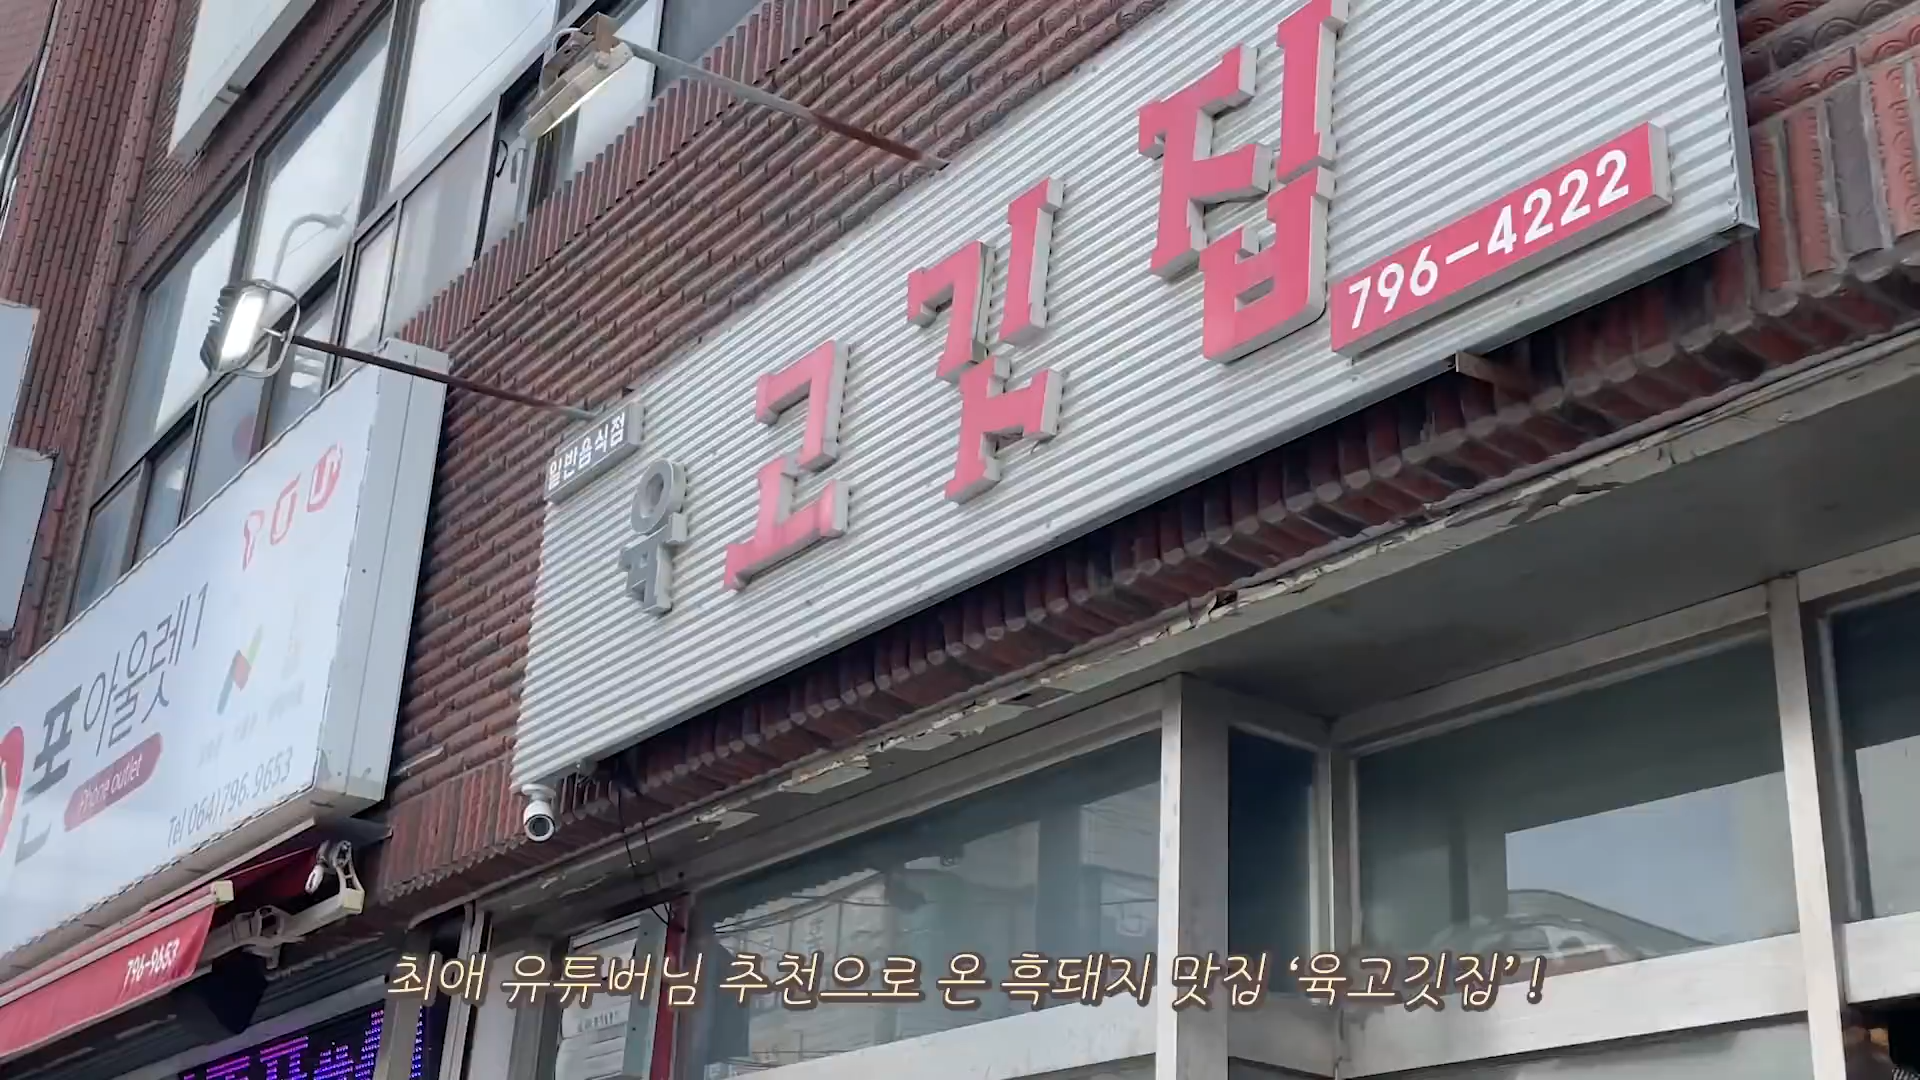 일반음식점
육고깃집
796-4222
폰아울렛1
Phone outlet
Tel 064)796.9653
796-9653
최애 유튜버님 추천으로 온 흑돼지 맛집 ‘육고깃집’!